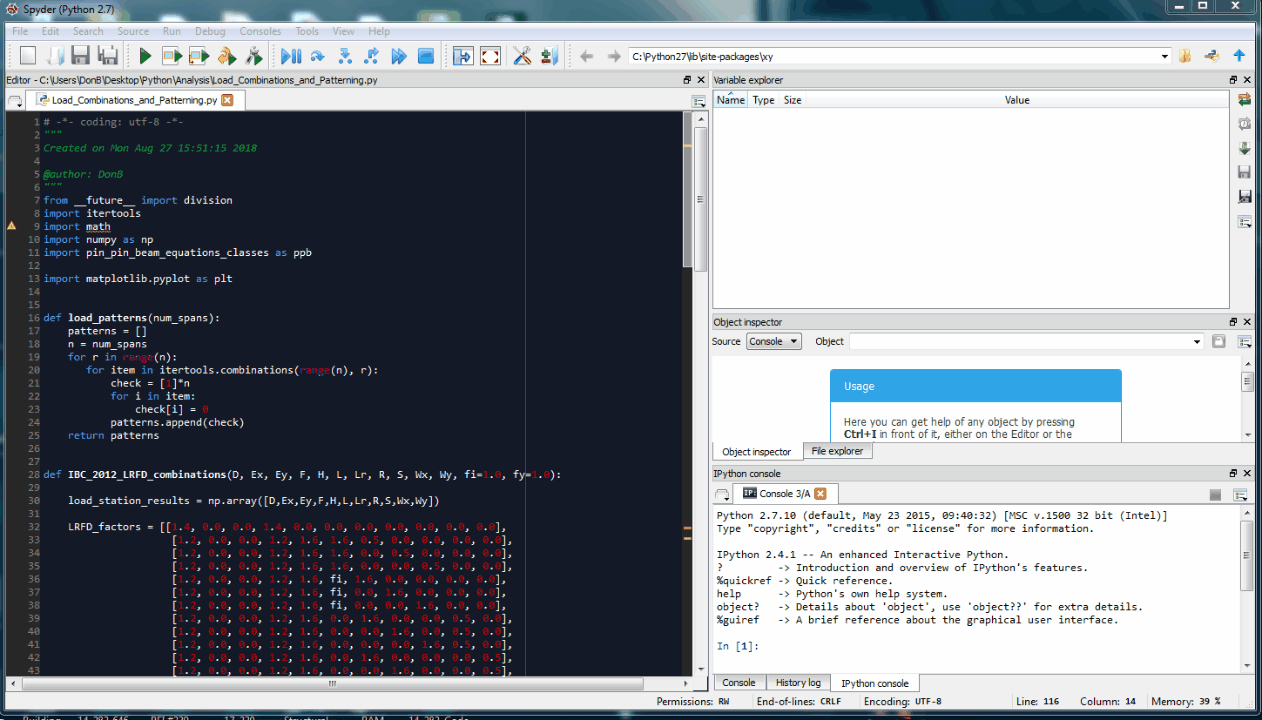 Spyder (Python 2.7)
File Edit Search Source Run Debug Consoles Tools View Help
C:\Python27\lib\site-packages\xy
Editor - C:\Users\DonB\Desktop\Python\Analysis\Load_Combinations_and_Patterning.py
Load_Combinations_and_Patterning.py
1 # -*- coding: utf-8 -*-
2 """
3 Created on Mon Aug 27 15:51:15 2018
4
5 @author: DonB
6 """
7 from __future__ import division
8 import itertools
9 import math
10 import numpy as np
11 import pin_pin_beam_equations_classes as ppb
12
13 import matplotlib.pyplot as plt
14
15
16 def load_patterns(num_spans):
17     patterns = []
18     n = num_spans
19     for r in range(n):
20        for item in itertools.combinations(range(n), r):
21            check = [1]*n
22            for i in item:
23                check[i] = 0
24            patterns.append(check)
25     return patterns
26
27
28 def IBC_2012_LRFD_combinations(D, Ex, Ey, F, H, L, Lr, R, S, Wx, Wy, fi=1.0, fy=1.0):
29
30     load_station_results = np.array([D,Ex,Ey,F,H,L,Lr,R,S,Wx,Wy])
31
32     LRFD_factors = [[1.4, 0.0, 0.0, 1.4, 0.0, 0.0, 0.0, 0.0, 0.0, 0.0, 0.0],
33                      [1.2, 0.0, 0.0, 1.2, 1.6, 1.6, 0.5, 0.0, 0.0, 0.0, 0.0],
34                      [1.2, 0.0, 0.0, 1.2, 1.6, 1.6, 0.0, 0.5, 0.0, 0.0, 0.0],
35                      [1.2, 0.0, 0.0, 1.2, 1.6, 1.6, 0.0, 0.0, 0.5, 0.0, 0.0],
36                      [1.2, 0.0, 0.0, 1.2, 1.6, fi, 1.6, 0.0, 0.0, 0.0, 0.0],
37                      [1.2, 0.0, 0.0, 1.2, 1.6, fi, 0.0, 1.6, 0.0, 0.0, 0.0],
38                      [1.2, 0.0, 0.0, 1.2, 1.6, fi, 0.0, 0.0, 1.6, 0.0, 0.0],
39                      [1.2, 0.0, 0.0, 1.2, 1.6, 0.0, 1.6, 0.0, 0.0, 0.5, 0.0],
40                      [1.2, 0.0, 0.0, 1.2, 1.6, 0.0, 0.0, 1.6, 0.0, 0.5, 0.0],
41                      [1.2, 0.0, 0.0, 1.2, 1.6, 0.0, 0.0, 0.0, 1.6, 0.5, 0.0],
42                      [1.2, 0.0, 0.0, 1.2, 1.6, 0.0, 1.6, 0.0, 0.0, 0.0, 0.5],
43                      [1.2, 0.0, 0.0, 1.2, 1.6, 0.0, 0.0, 1.6, 0.0, 0.0, 0.5],
Variable explorer
Name Type Size Value
Object inspector
Source Console Object
Usage
Here you can get help of any object by pressing
Ctrl+I in front of it, either on the Editor or the
Object inspector File explorer
IPython console
IP: Console 3/A
Python 2.7.10 (default, May 23 2015, 09:40:32) [MSC v.1500 32 bit (Intel)]
Type "copyright", "credits" or "license" for more information.
IPython 2.4.1 -- An enhanced Interactive Python.
?         -> Introduction and overview of IPython's features.
%quickref -> Quick reference.
help      -> Python's own help system.
object?   -> Details about 'object', use 'object??' for extra details.
%guiref   -> A brief reference about the graphical user interface.
In [1]:
Console History log IPython console
Permissions: RW End-of-lines: CRLF Encoding: UTF-8 Line: 116 Column: 14 Memory: 39 %